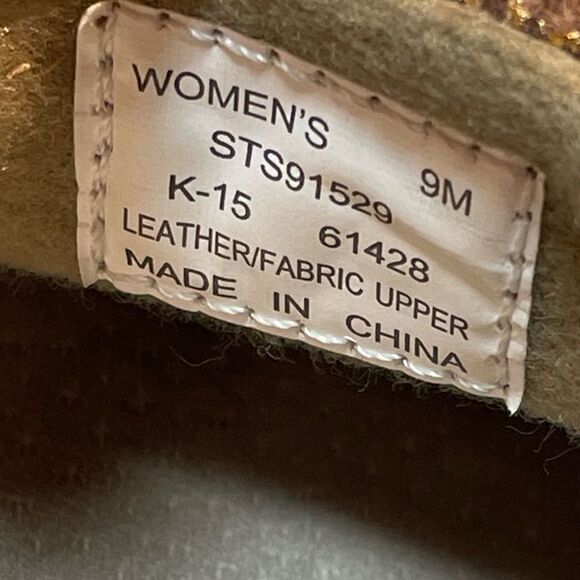 WOMEN'S
STS91529 9M
K-15 61428
LEATHER/FABRIC UPPER
MADE IN CHINA